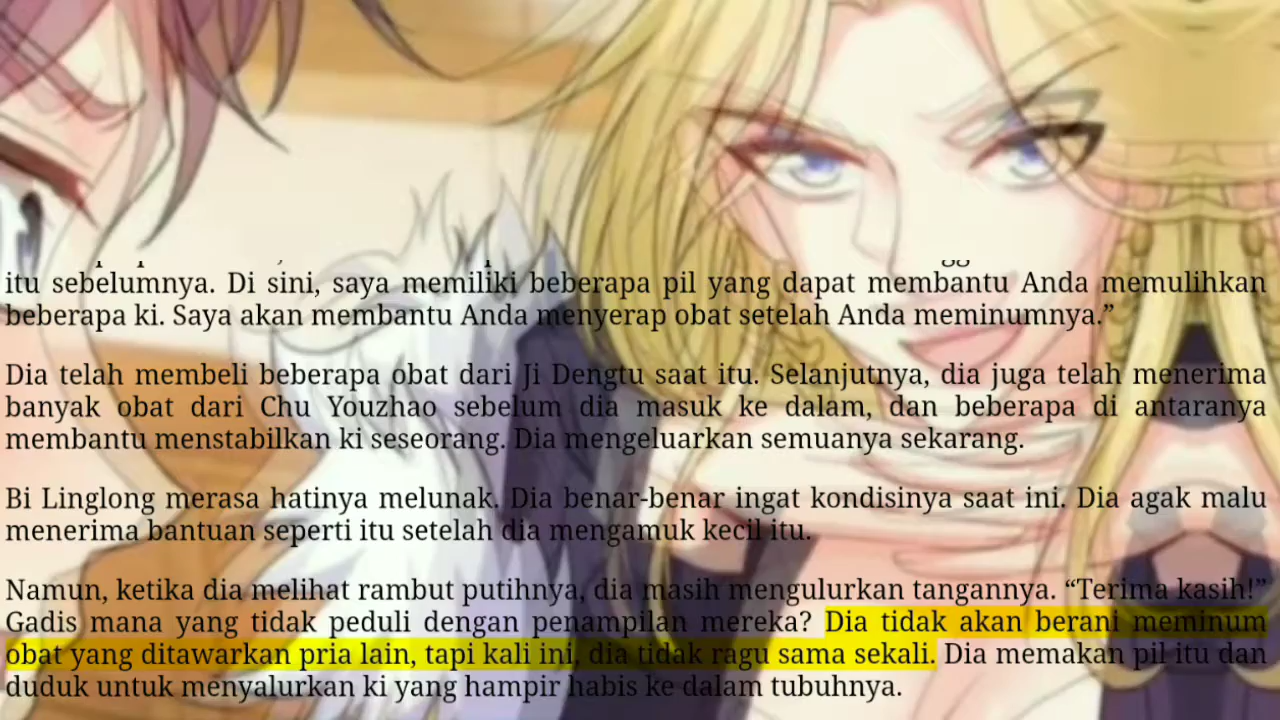 itu sebelumnya. Di sini, saya memiliki beberapa pil yang dapat membantu Anda memulihkan
beberapa ki. Saya akan membantu Anda menyerap obat setelah Anda meminumnya.”
Dia telah membeli beberapa obat dari Ji Dengtu saat itu. Selanjutnya, dia juga telah menerima
banyak obat dari Chu Youzhao sebelum dia masuk ke dalam, dan beberapa di antaranya
membantu menstabilkan ki seseorang. Dia mengeluarkan semuanya sekarang.
Bi Linglong merasa hatinya melunak. Dia benar-benar ingat kondisinya saat ini. Dia agak malu
menerima bantuan seperti itu setelah dia mengamuk kecil itu.
Namun, ketika dia melihat rambut putihnya, dia masih mengulurkan tangannya. “Terima kasih!”
Gadis mana yang tidak peduli dengan penampilan mereka? Dia tidak akan berani meminum
obat yang ditawarkan pria lain, tapi kali ini, dia tidak ragu sama sekali. Dia memakan pil itu dan
duduk untuk menyalurkan ki yang hampir habis ke dalam tubuhnya.